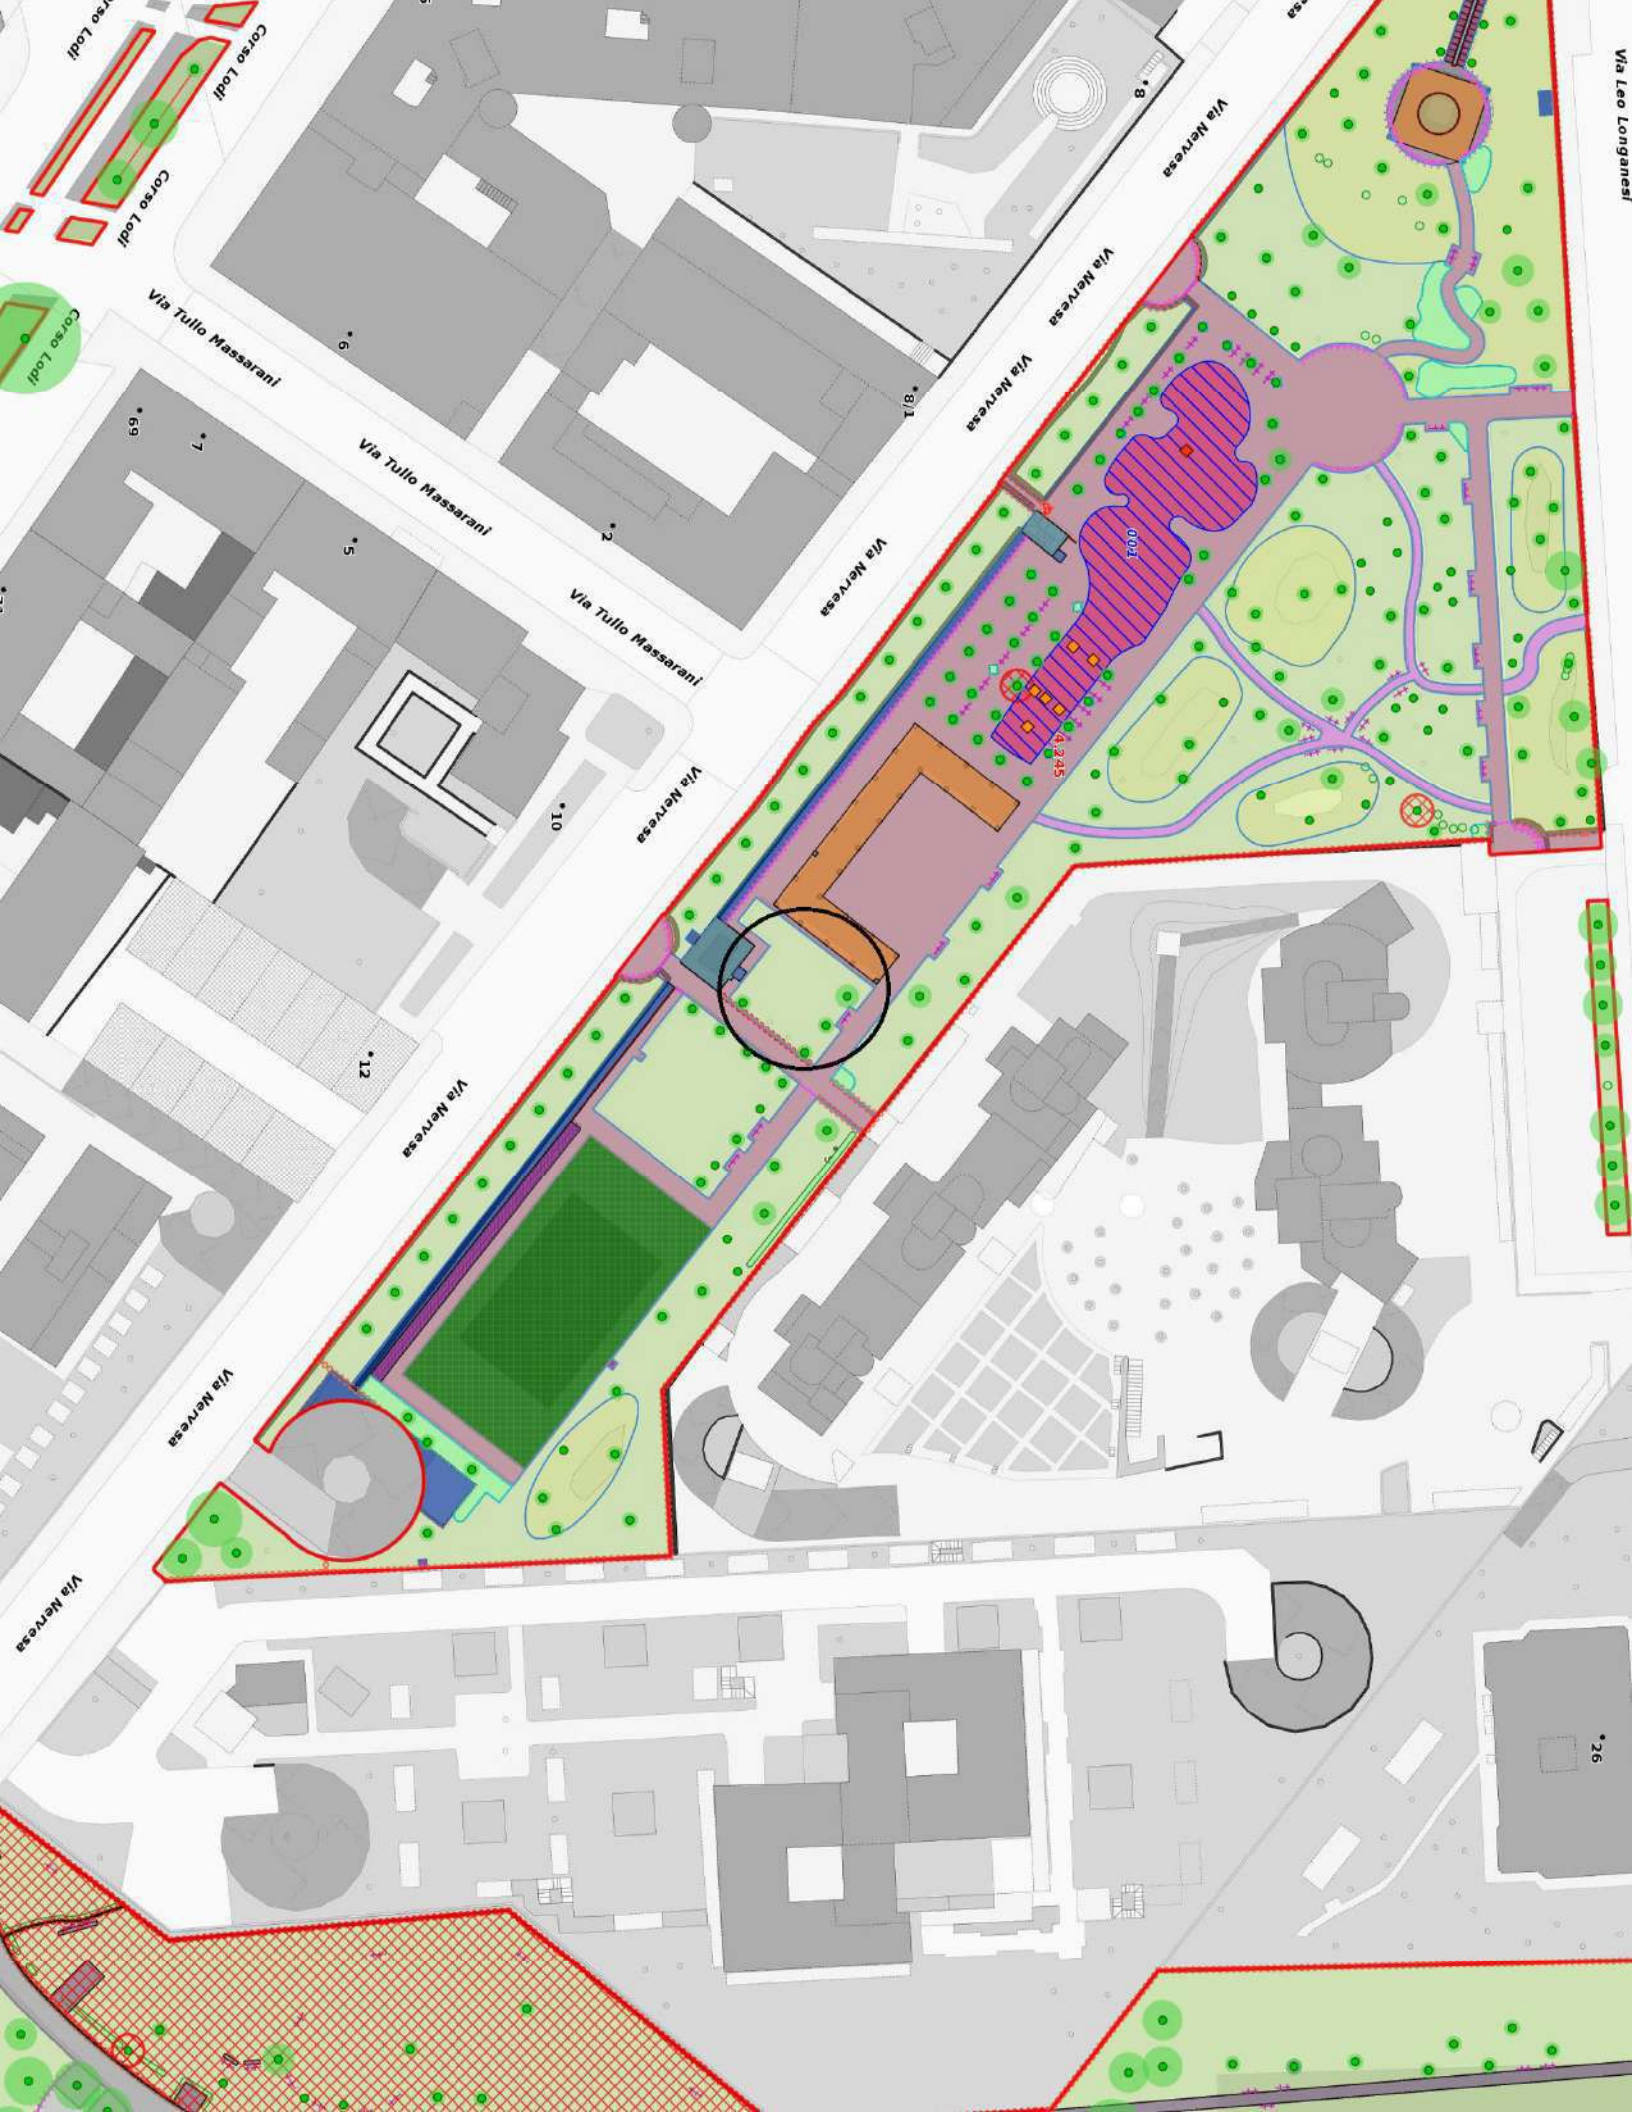 Corso Lodi
Corso Lodi
Corso Lodi
Corso Lodi
Via Nervesa
Via Nervesa
Via Nervesa
Via Nervesa
Via Nervesa
Via Nervesa
Via Nervesa
Via Nervesa
Via Leo Longanesi
Via Tullo Massarani
Via Tullo Massarani
Via Tullo Massarani
8
6
8/1
69
7
5
2
10
12
26
001
4.245